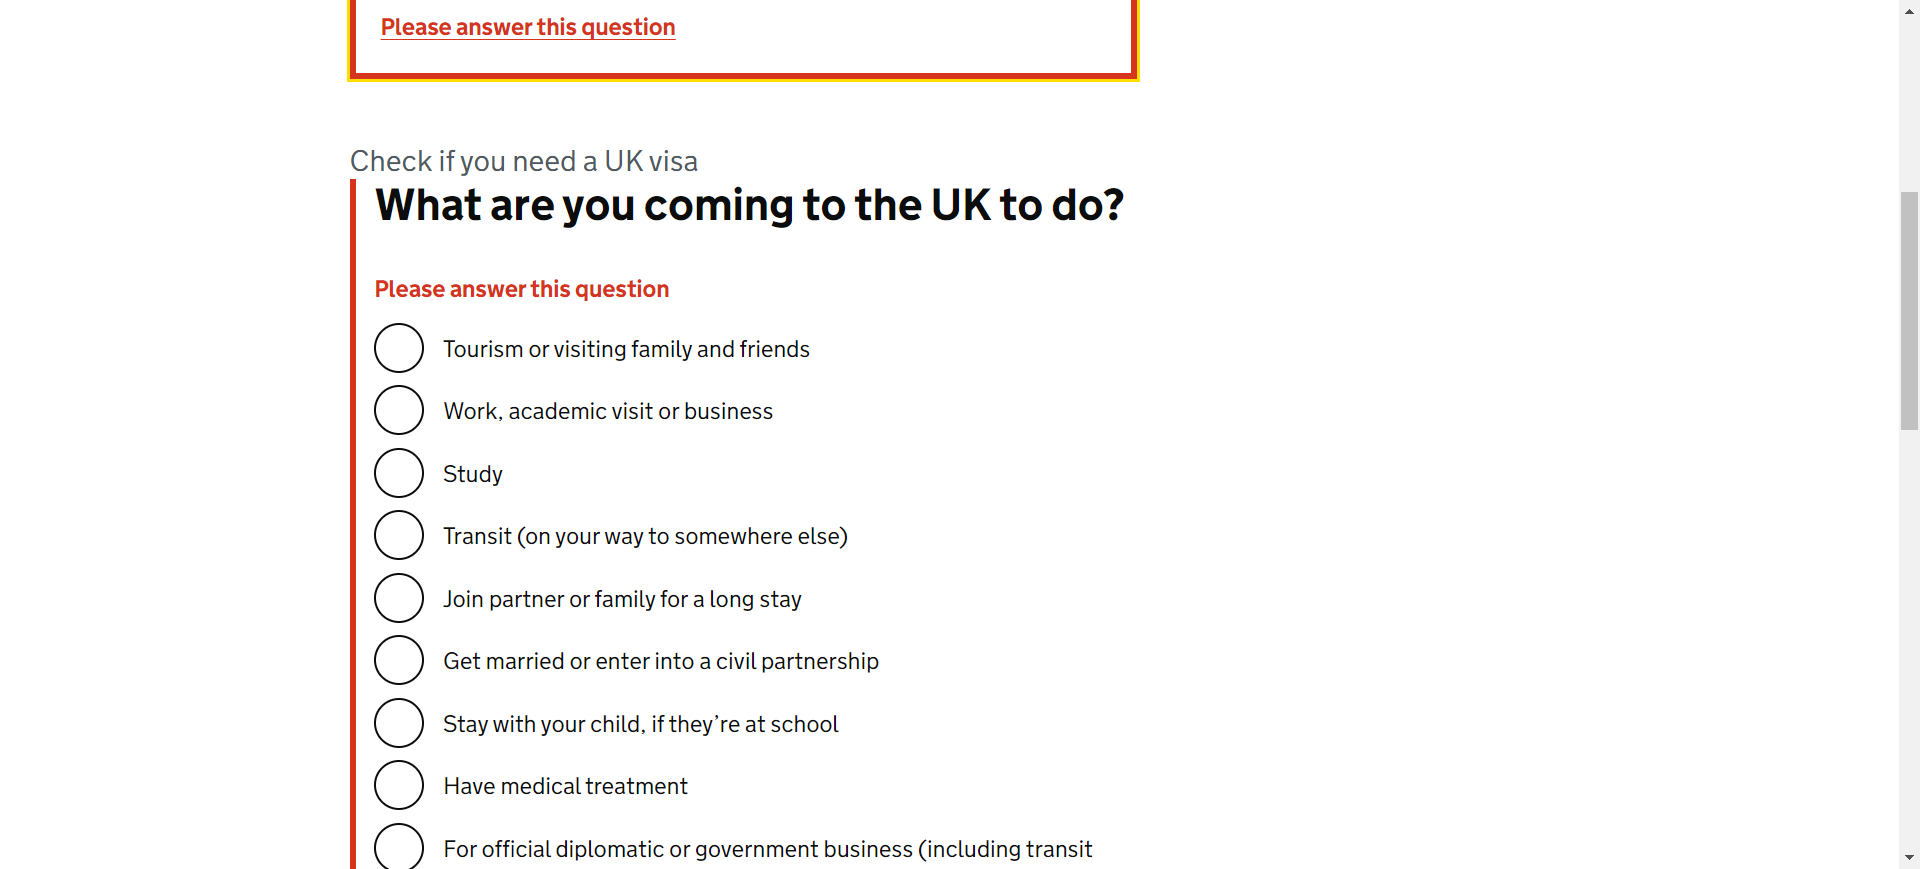 Please answer this question
Check if you need a UK visa
What are you coming to the UK to do?
Please answer this question
Tourism or visiting family and friends
Work, academic visit or business
Study
Transit (on your way to somewhere else)
Join partner or family for a long stay
Get married or enter into a civil partnership
Stay with your child, if they’re at school
Have medical treatment
For official diplomatic or government business (including transit